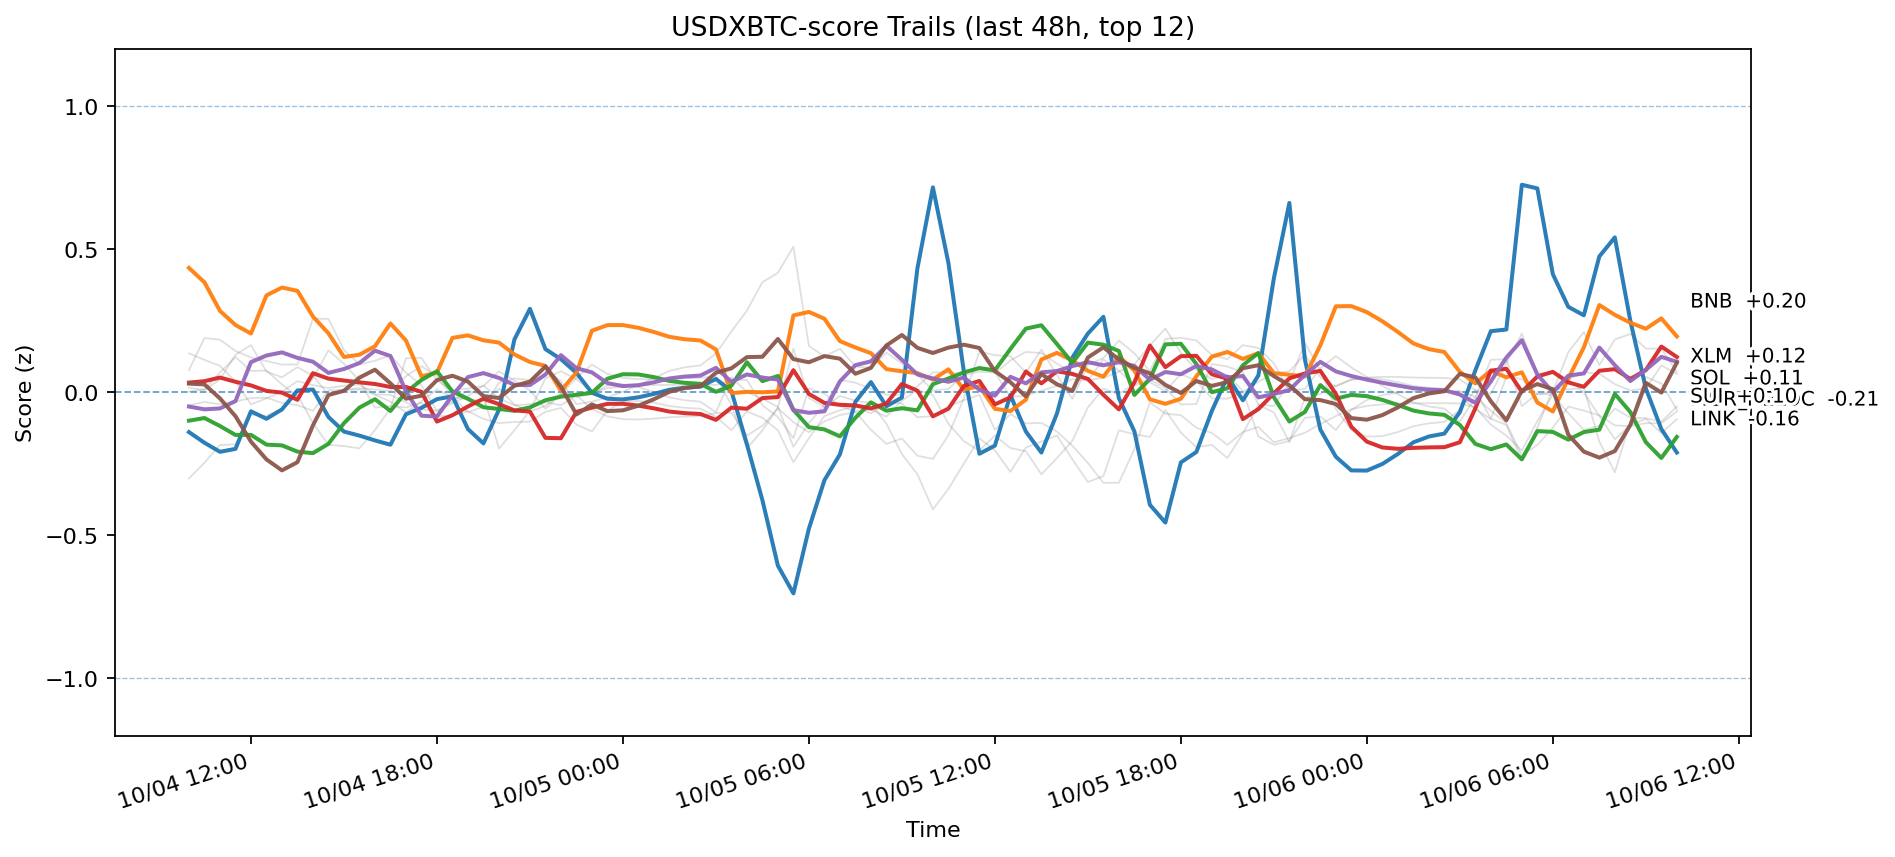 USDXBTC-score Trails (last 48h, top 12)
Score (z)
1.0
0.5
0.0
−0.5
−1.0
BNB +0.20
XLM +0.12
SOL +0.11
SUI +0.10
-0.21
LINK -0.16
10/04 12:00
10/04 18:00
10/05 00:00
10/05 06:00
10/05 12:00
10/05 18:00
10/06 00:00
10/06 06:00
10/06 12:00
Time